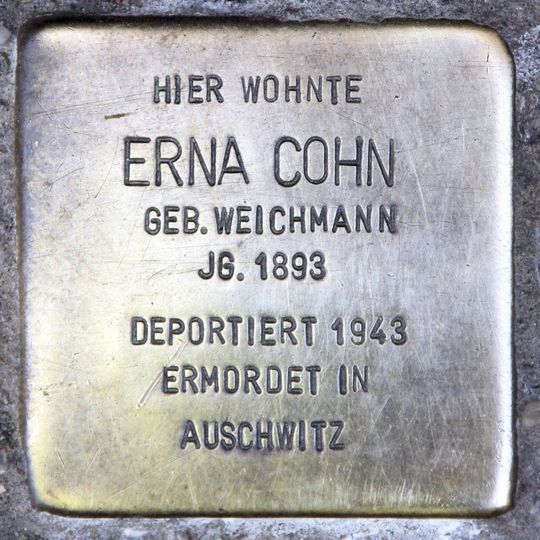 HIER WOHNTE
ERNA COHN
GEB. WEICHMANN
JG. 1893
DEPORTIERT 1943
ERMORDET IN
AUSCHWITZ